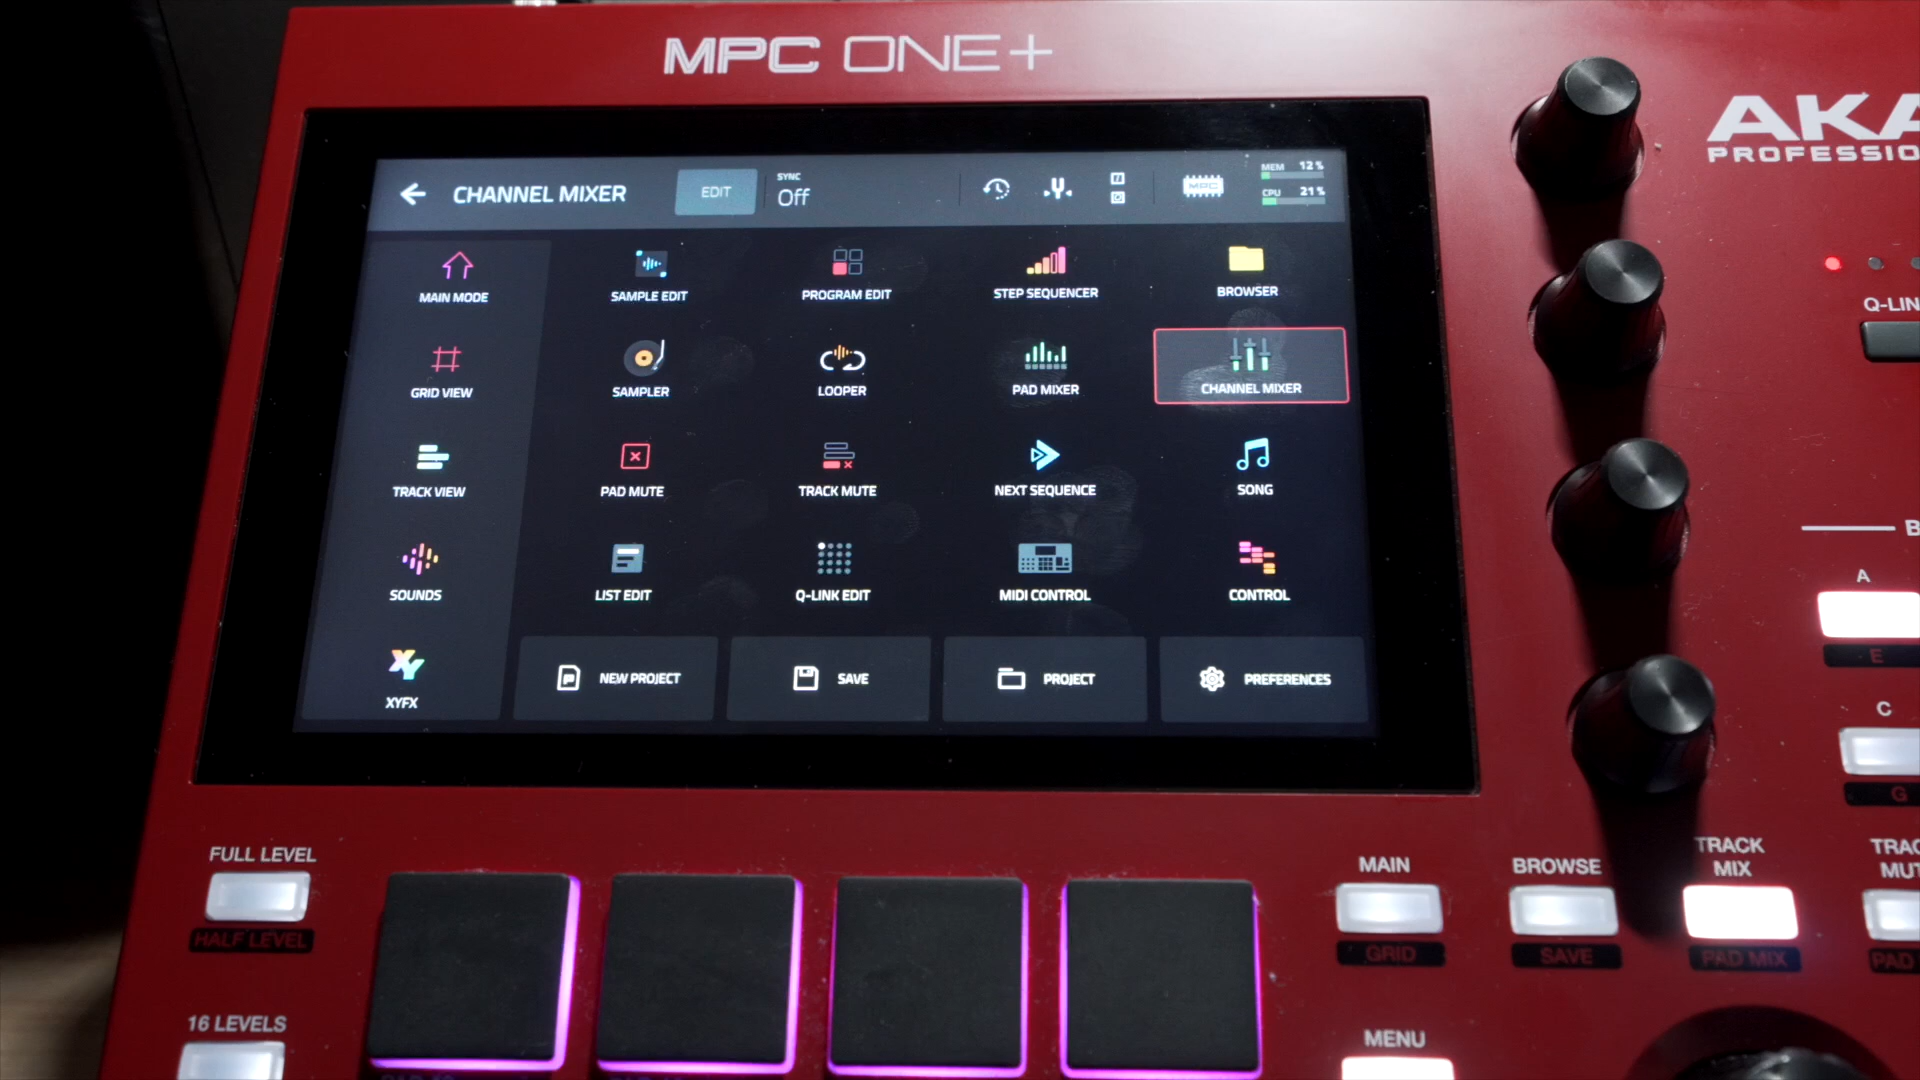 MPC ONE+
AKA
PROFESSIO
CHANNEL MIXER
EDIT
SYNC
Off
MPC
MEM 12 %
CPU 21 %
MAIN MODE
SAMPLE EDIT
PROGRAM EDIT
STEP SEQUENCER
BROWSER
GRID VIEW
SAMPLER
LOOPER
PAD MIXER
CHANNEL MIXER
TRACK VIEW
PAD MUTE
TRACK MUTE
NEXT SEQUENCE
SONG
SOUNDS
LIST EDIT
Q-LINK EDIT
MIDI CONTROL
CONTROL
XYFX
NEW PROJECT
SAVE
PROJECT
PREFERENCES
Q-LIN
B
A
E
C
G
FULL LEVEL
HALF LEVEL
16 LEVELS
MAIN
GRID
BROWSE
SAVE
TRACK
MIX
PAD MIX
TRAC
MUT
PAD
MENU